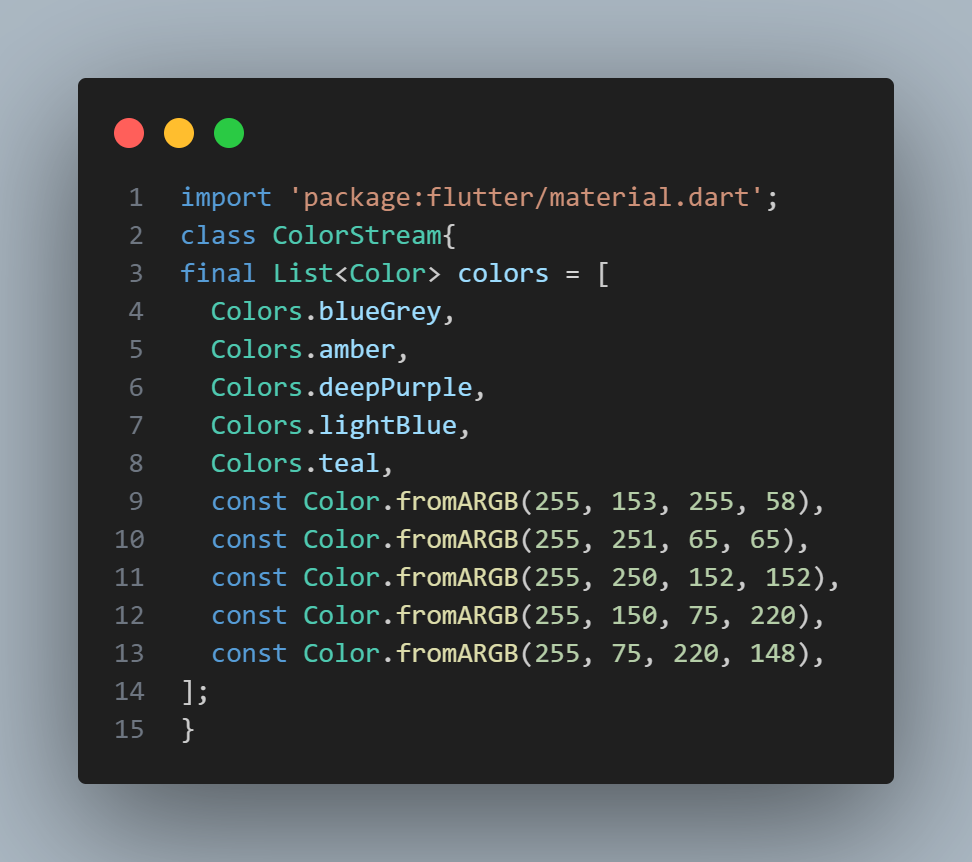 1 import 'package:flutter/material.dart';
2 class ColorStream{
3 final List<Color> colors = [
4   Colors.blueGrey,
5   Colors.amber,
6   Colors.deepPurple,
7   Colors.lightBlue,
8   Colors.teal,
9   const Color.fromARGB(255, 153, 255, 58),
10   const Color.fromARGB(255, 251, 65, 65),
11   const Color.fromARGB(255, 250, 152, 152),
12   const Color.fromARGB(255, 150, 75, 220),
13   const Color.fromARGB(255, 75, 220, 148),
14 ];
15 }